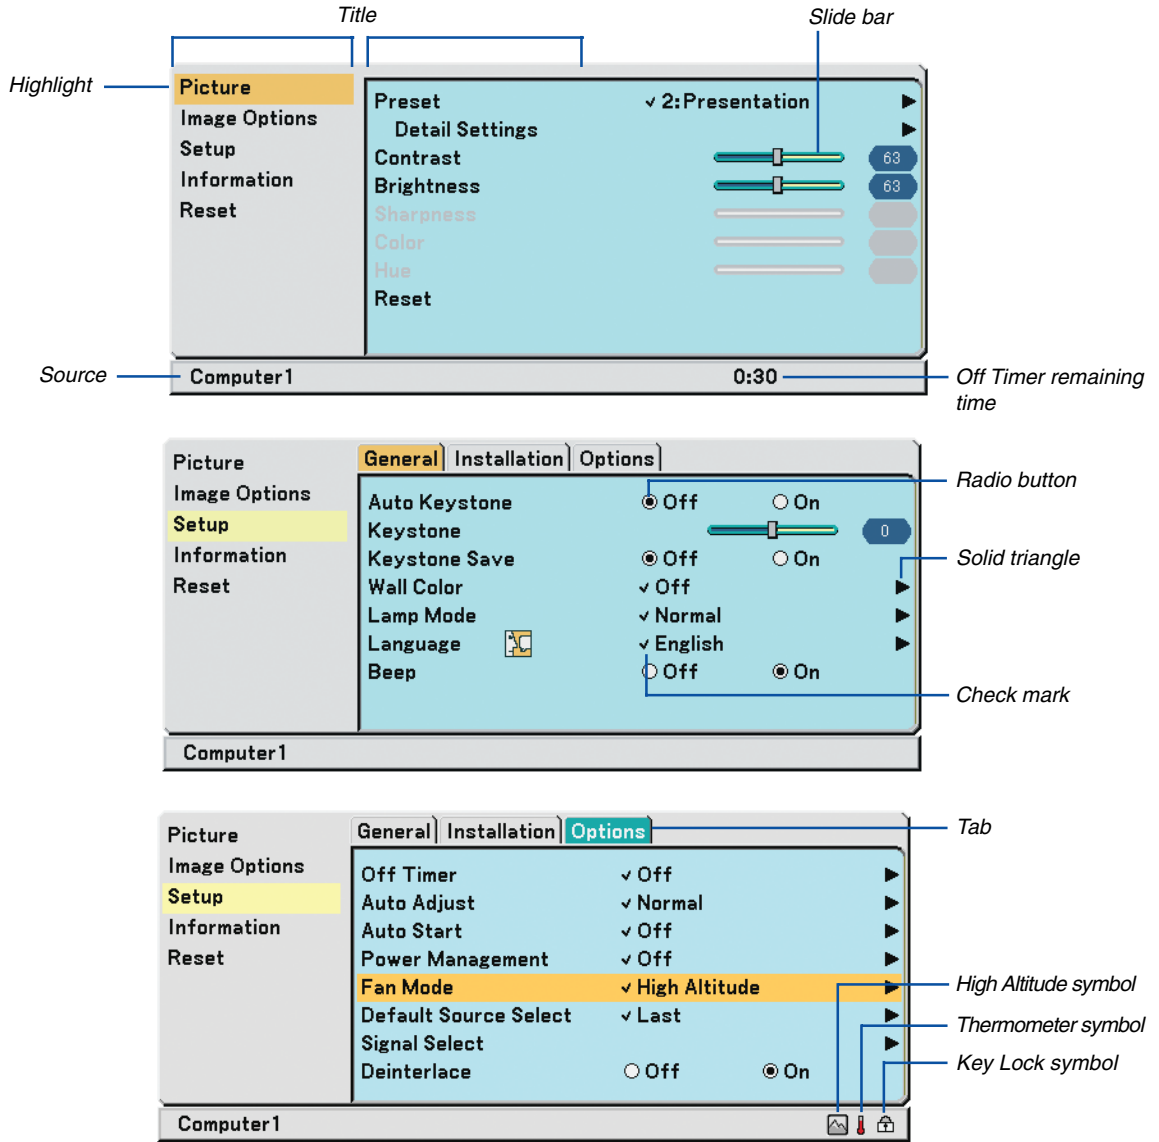 Title
Slide bar
Highlight
Picture
Image Options
Setup
Information
Reset
Preset ✓ 2:Presentation ▶
Detail Settings ▶
Contrast 63
Brightness 63
Sharpness
Color
Hue
Reset
Source
Computer1 0:30
Off Timer remaining
time
Picture
Image Options
Setup
Information
Reset
General Installation Options
Auto Keystone Off On
Radio button
Keystone 0
Keystone Save Off On
Solid triangle
Wall Color ✓ Off ▶
Lamp Mode ✓ Normal ▶
Language ✓ English ▶
Beep Off On
Check mark
Computer1
Picture
Image Options
Setup
Information
Reset
General Installation Options
Tab
Off Timer ✓ Off ▶
Auto Adjust ✓ Normal ▶
Auto Start ✓ Off ▶
Power Management ✓ Off ▶
Fan Mode ✓ High Altitude ▶
High Altitude symbol
Default Source Select ✓ Last ▶
Thermometer symbol
Signal Select ▶
Deinterlace Off On
Key Lock symbol
Computer1